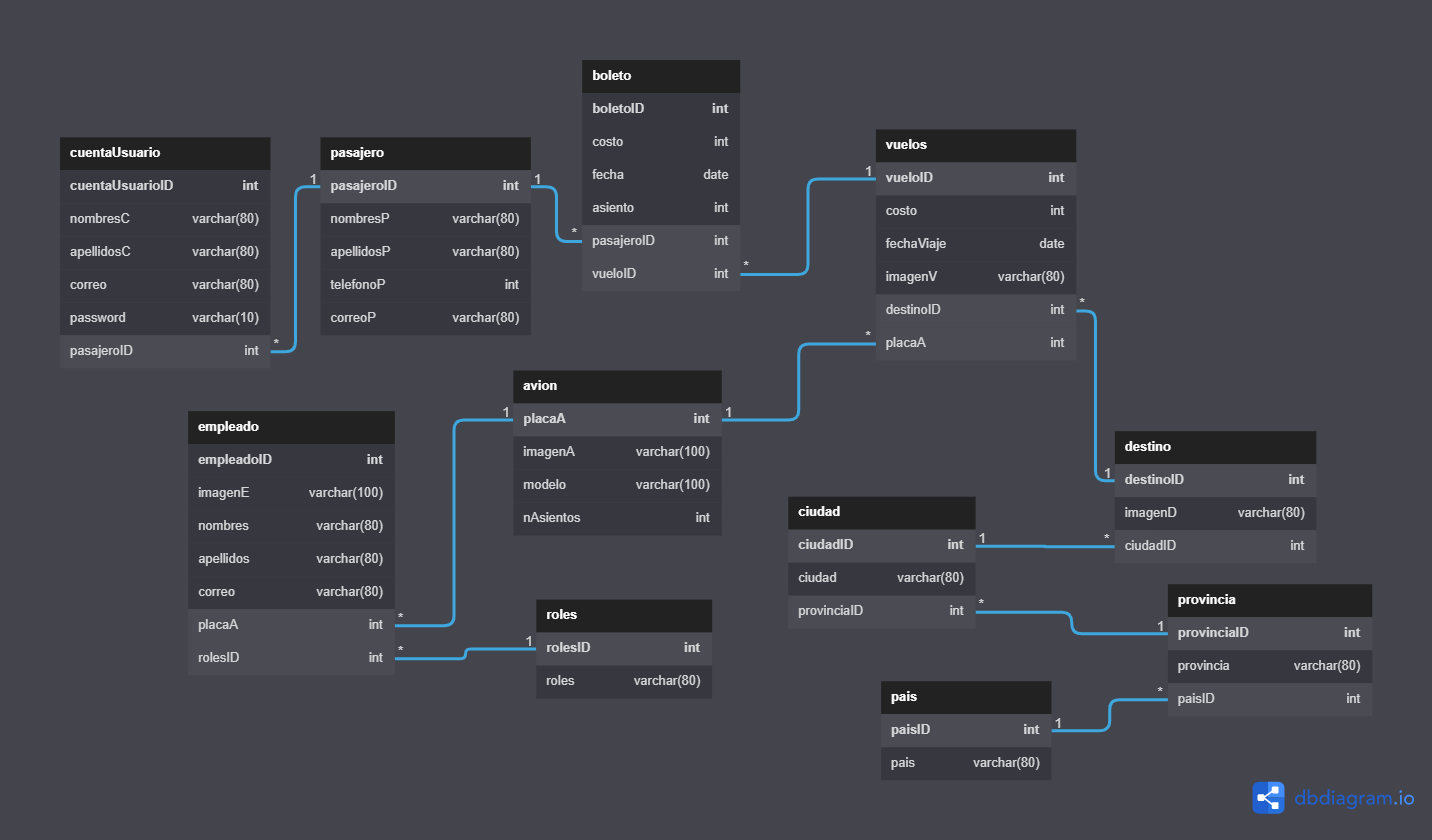 boleto
boletoID int
costo int
fecha date
asiento int
* pasajeroID int
vueloID int *
cuentaUsuario
cuentaUsuarioID int
nombresC varchar(80)
apellidosC varchar(80)
correo varchar(80)
password varchar(10)
pasajeroID int *
pasajero
1 pasajeroID int 1
nombresP varchar(80)
apellidosP varchar(80)
telefonoP int
correoP varchar(80)
vuelos
1 vueloID int
costo int
fechaViaje date
imagenV varchar(80)
destinoID int *
* placaA int
avion
1 placaA int 1
imagenA varchar(100)
modelo varchar(100)
nAsientos int
empleado
empleadoID int
imagenE varchar(100)
nombres varchar(80)
apellidos varchar(80)
correo varchar(80)
placaA int *
rolesID int *
destino
1 destinoID int
imagenD varchar(80)
* ciudadID int
ciudad
ciudadID int 1
ciudad varchar(80)
provinciaID int *
roles
1 rolesID int
roles varchar(80)
provincia
1 provinciaID int
provincia varchar(80)
* paisID int
pais
paisID int 1
pais varchar(80)
dbdiagram.io